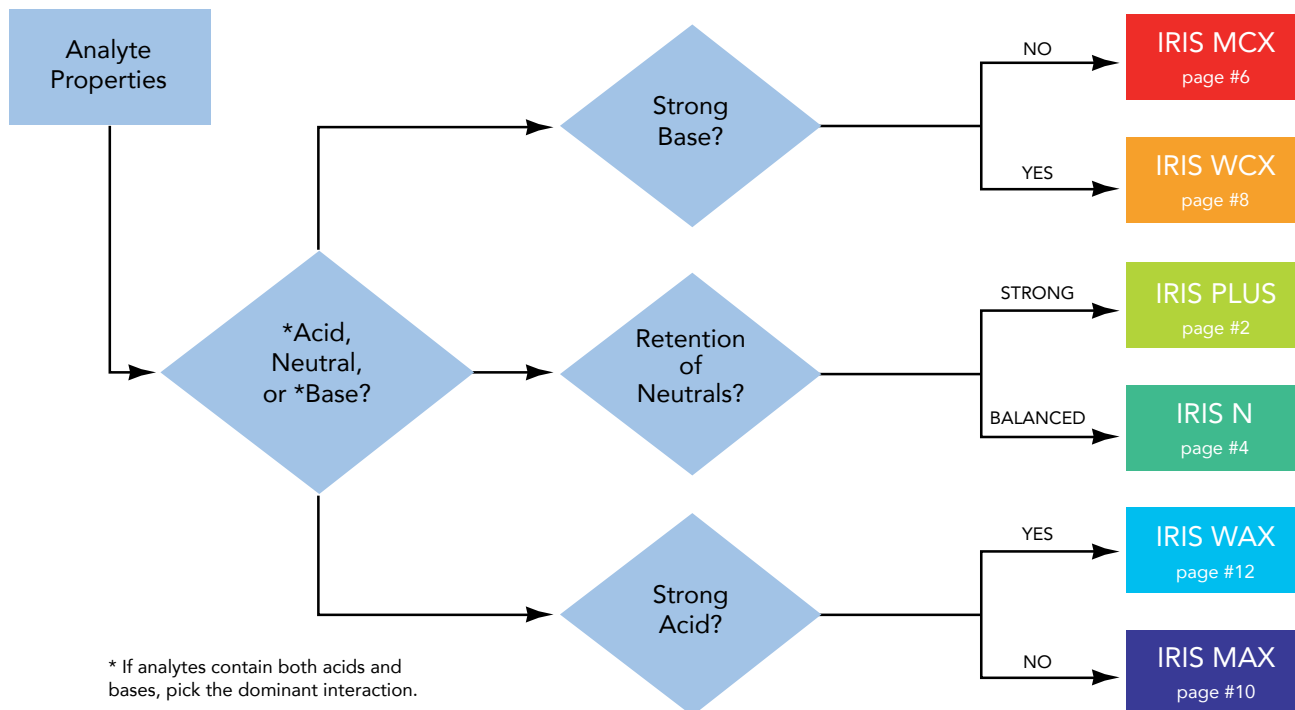 Analyte
Properties
*Acid,
Neutral,
or *Base?
Strong
Base?
NO
IRIS MCX
page #6
YES
IRIS WCX
page #8
Retention
of
Neutrals?
STRONG
IRIS PLUS
page #2
BALANCED
IRIS N
page #4
Strong
Acid?
YES
IRIS WAX
page #12
NO
IRIS MAX
page #10
* If analytes contain both acids and
bases, pick the dominant interaction.